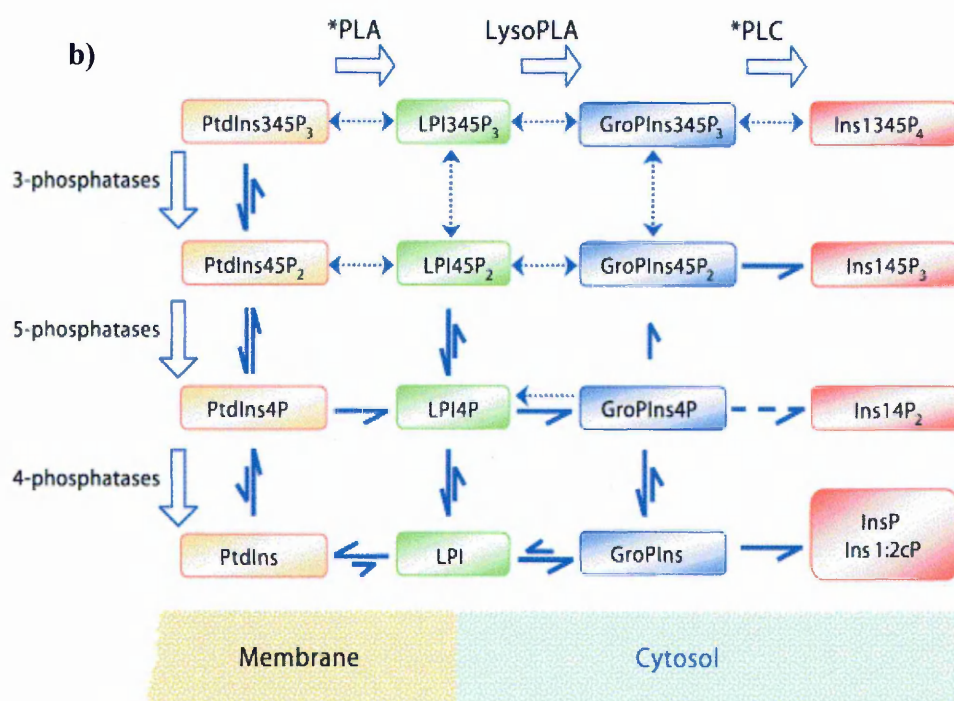 b)
*PLA
LysoPLA
*PLC
PtdIns345P₃
LPI345P₃
GroPIns345P₃
Ins1345P₄
3-phosphatases
PtdIns45P₂
LPI45P₂
GroPIns45P₂
Ins145P₃
5-phosphatases
PtdIns4P
LPI4P
GroPIns4P
Ins14P₂
4-phosphatases
PtdIns
LPI
GroPIns
InsP
Ins 1:2cP
Membrane
Cytosol